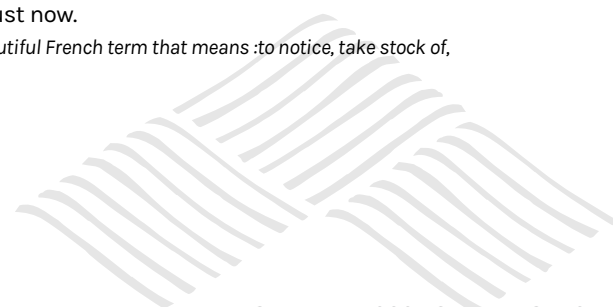 ust now.
utiful French term that means :to notice, take stock of,